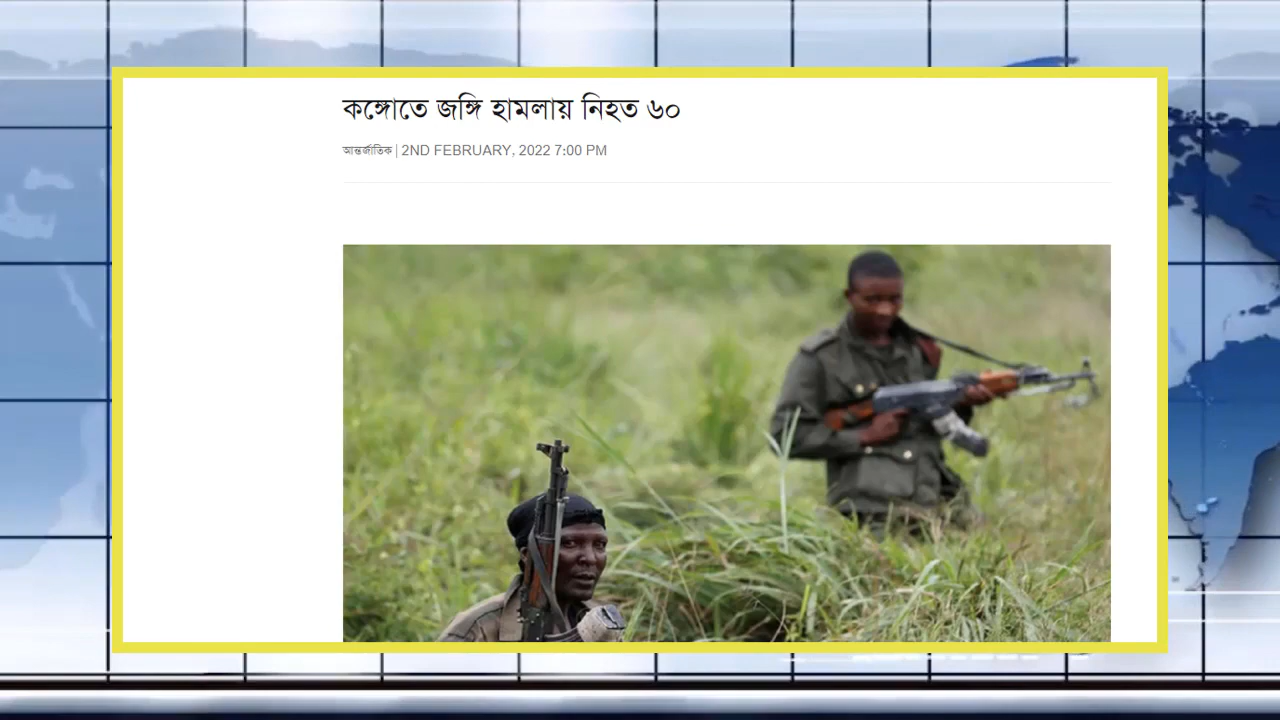 কঙ্গোতে জঙ্গি হামলায় নিহত ৬০
আন্তর্জাতিক | 2ND FEBRUARY, 2022 7:00 PM